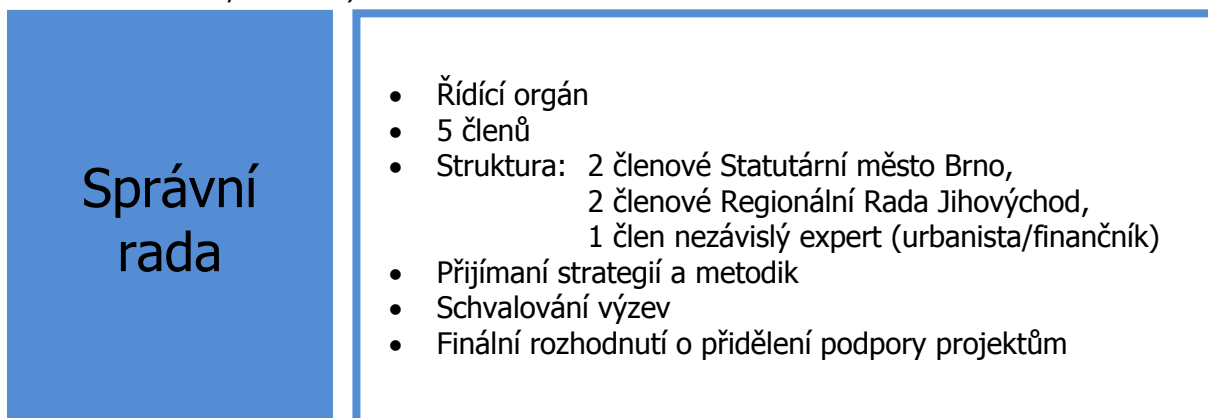 Správní
rada
• Řídící orgán
• 5 členů
• Struktura: 2 členové Statutární město Brno,
2 členové Regionální Rada Jihovýchod,
1 člen nezávislý expert (urbanista/finančník)
• Přijímaní strategií a metodik
• Schvalování výzev
• Finální rozhodnutí o přidělení podpory projektům